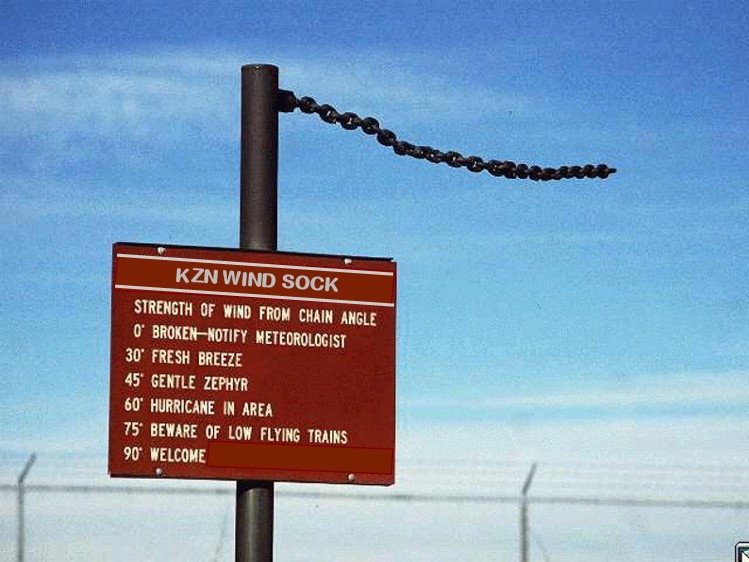 KZN WIND SOCK
STRENGTH OF WIND FROM CHAIN ANGLE
0° BROKEN—NOTIFY METEOROLOGIST
30° FRESH BREEZE
45° GENTLE ZEPHYR
60° HURRICANE IN AREA
75° BEWARE OF LOW FLYING TRAINS
90° WELCOME